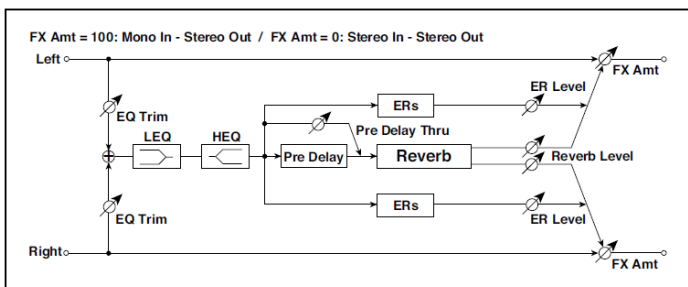 FX Amt = 100: Mono In - Stereo Out / FX Amt = 0: Stereo In - Stereo Out
Left
FX Amt
ER Level
ERs
EQ Trim
Pre Delay Thru
LEQ
HEQ
Pre Delay
Reverb
Reverb Level
ERs
EQ Trim
ER Level
Right
FX Amt